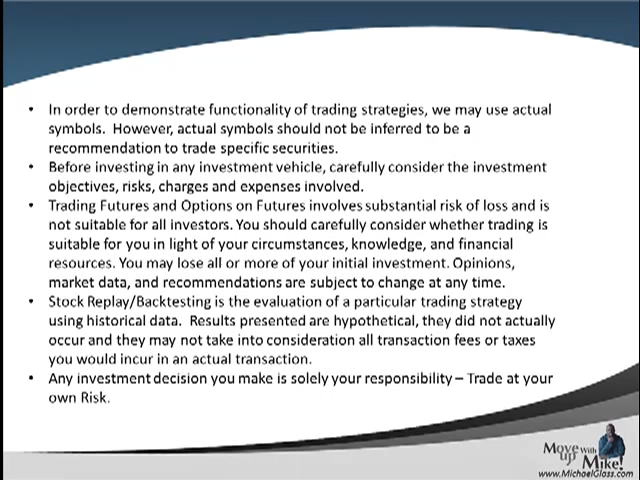 • In order to demonstrate functionality of trading strategies, we may use actual
symbols.  However, actual symbols should not be inferred to be a
recommendation to trade specific securities.
• Before investing in any investment vehicle, carefully consider the investment
objectives, risks, charges and expenses involved.
• Trading Futures and Options on Futures involves substantial risk of loss and is
not suitable for all investors. You should carefully consider whether trading is
suitable for you in light of your circumstances, knowledge, and financial
resources. You may lose all or more of your initial investment. Opinions,
market data, and recommendations are subject to change at any time.
• Stock Replay/Backtesting is the evaluation of a particular trading strategy
using historical data.  Results presented are hypothetical, they did not actually
occur and they may not take into consideration all transaction fees or taxes
you would incur in an actual transaction.
• Any investment decision you make is solely your responsibility – Trade at your
own Risk.
Move up With Mike!
www.MichaelGlass.com